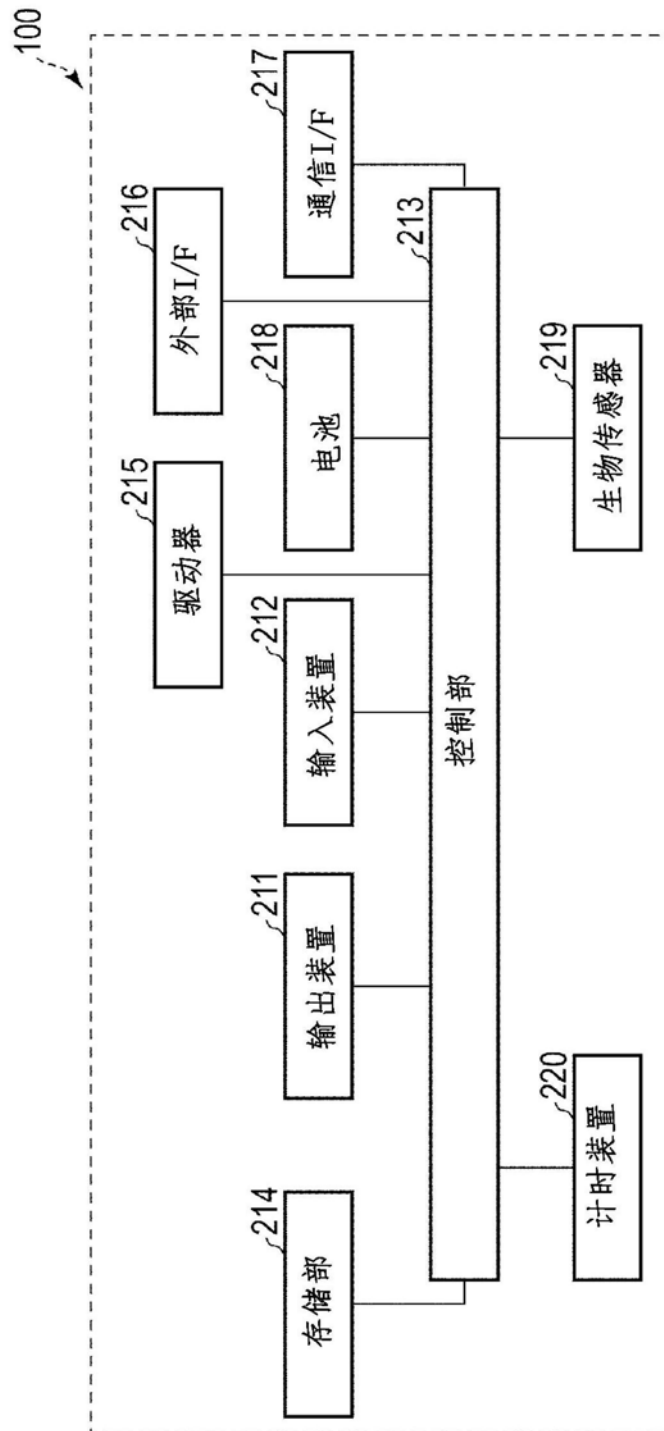 100
215
驱动器
216
外部I/F
214
存储部
211
输出装置
212
输入装置
218
电池
217
通信I/F
213
控制部
220
计时装置
219
生物传感器